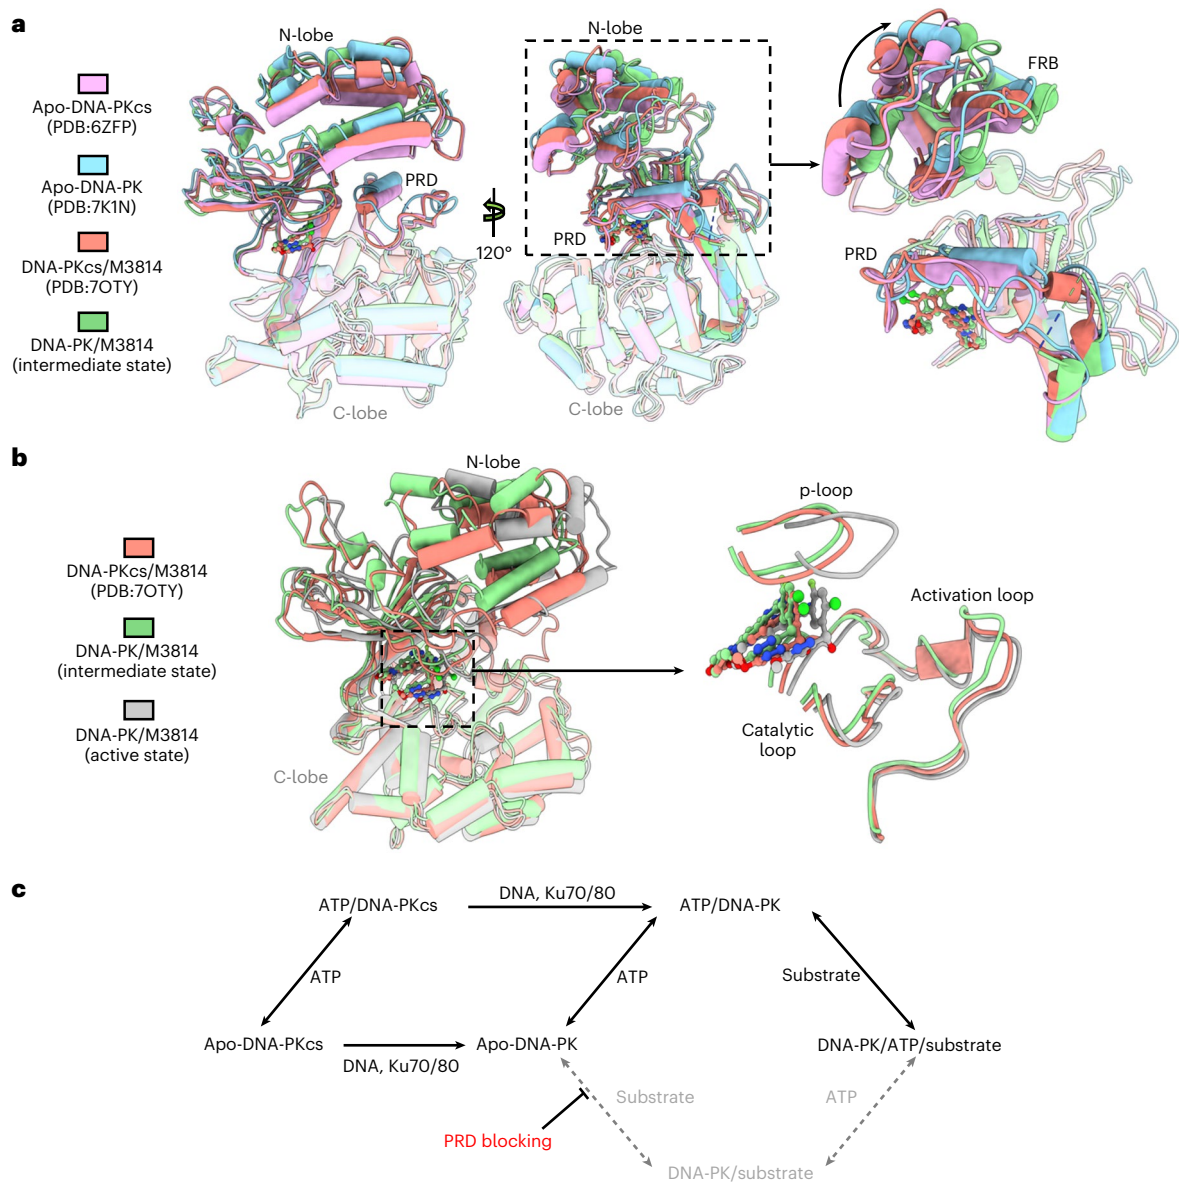 a
N-lobe
N-lobe
FRB
Apo-DNA-PKcs
(PDB:6ZFP)
Apo-DNA-PK
(PDB:7K1N)
PRD
PRD
PRD
120°
DNA-PKcs/M3814
(PDB:7OTY)
DNA-PK/M3814
(intermediate state)
C-lobe
C-lobe
b
N-lobe
p-loop
DNA-PKcs/M3814
(PDB:7OTY)
Activation loop
DNA-PK/M3814
(intermediate state)
DNA-PK/M3814
(active state)
Catalytic
loop
C-lobe
c
DNA, Ku70/80
ATP/DNA-PKcs
ATP/DNA-PK
ATP
ATP
Substrate
Apo-DNA-PKcs
Apo-DNA-PK
DNA-PK/ATP/substrate
DNA, Ku70/80
Substrate
ATP
PRD blocking
DNA-PK/substrate